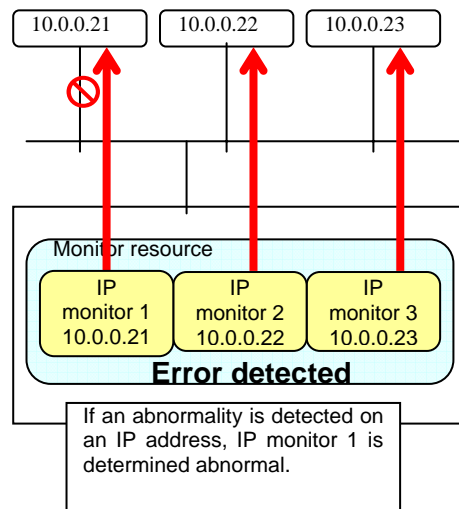 10.0.0.21 10.0.0.22 10.0.0.23
Monitor resource
IP IP IP
monitor 1 monitor 2 monitor 3
10.0.0.21 10.0.0.22 10.0.0.23
Error detected
If an abnormality is detected on
an IP address, IP monitor 1 is
determined abnormal.